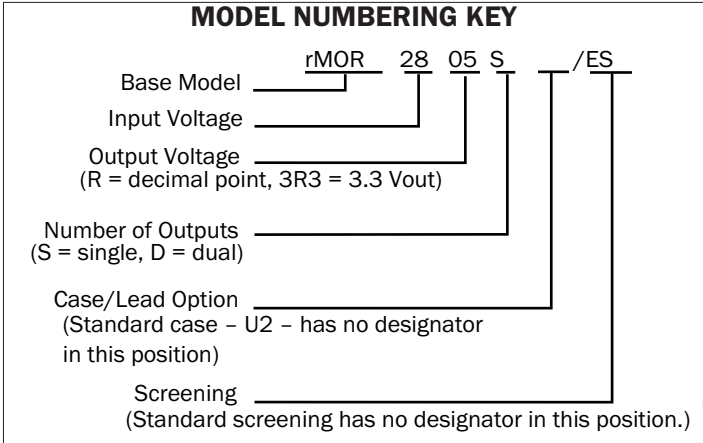 MODEL NUMBERING KEY
rMOR 28 05 S /ES
Base Model
Input Voltage
Output Voltage
(R = decimal point, 3R3 = 3.3 Vout)
Number of Outputs
(S = single, D = dual)
Case/Lead Option
(Standard case – U2 – has no designator
in this position)
Screening
(Standard screening has no designator in this position.)